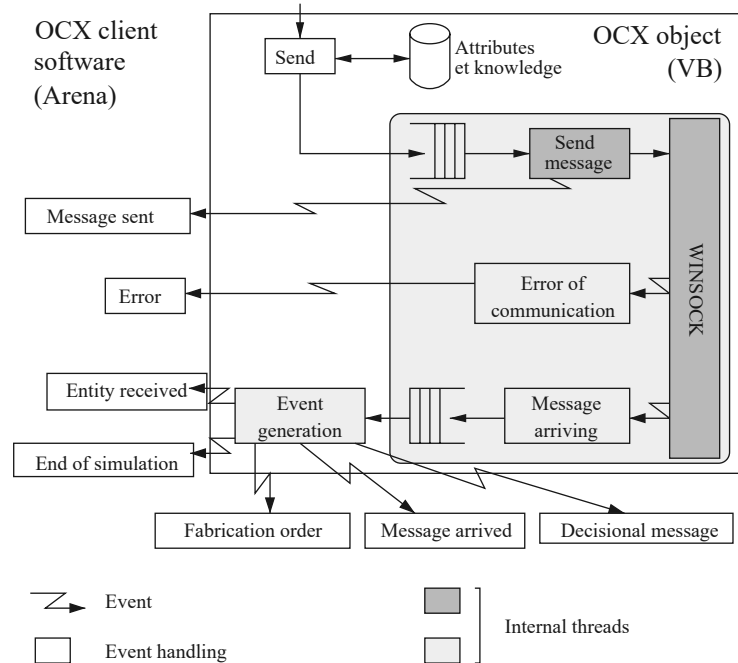 OCX client
software
(Arena)
Send
Attributes
et knowledge
OCX object
(VB)
Send
message
WINSOCK
Message sent
Error
Error of
communication
Entity received
Event
generation
Message
arriving
End of simulation
Fabrication order
Message arrived
Decisional message
Event
Event handling
Internal threads